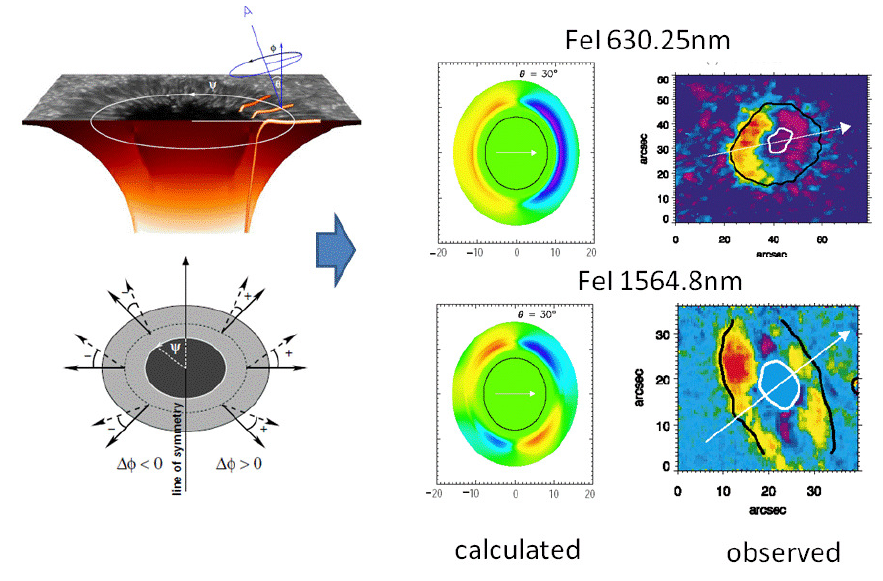 A
ϕ
θ
ψ
ψ
+
+
+
-
-
-
line of symmetry
Δϕ < 0
Δϕ > 0
FeI 630.25nm
θ = 30°
-20 -10 0 10 20
60
50
40
30
20
10
0
arcsec
0 20 40 60
arcsec
FeI 1564.8nm
θ = 30°
-20 -10 0 10 20
30
20
10
0
arcsec
0 10 20 30
arcsec
calculated
observed